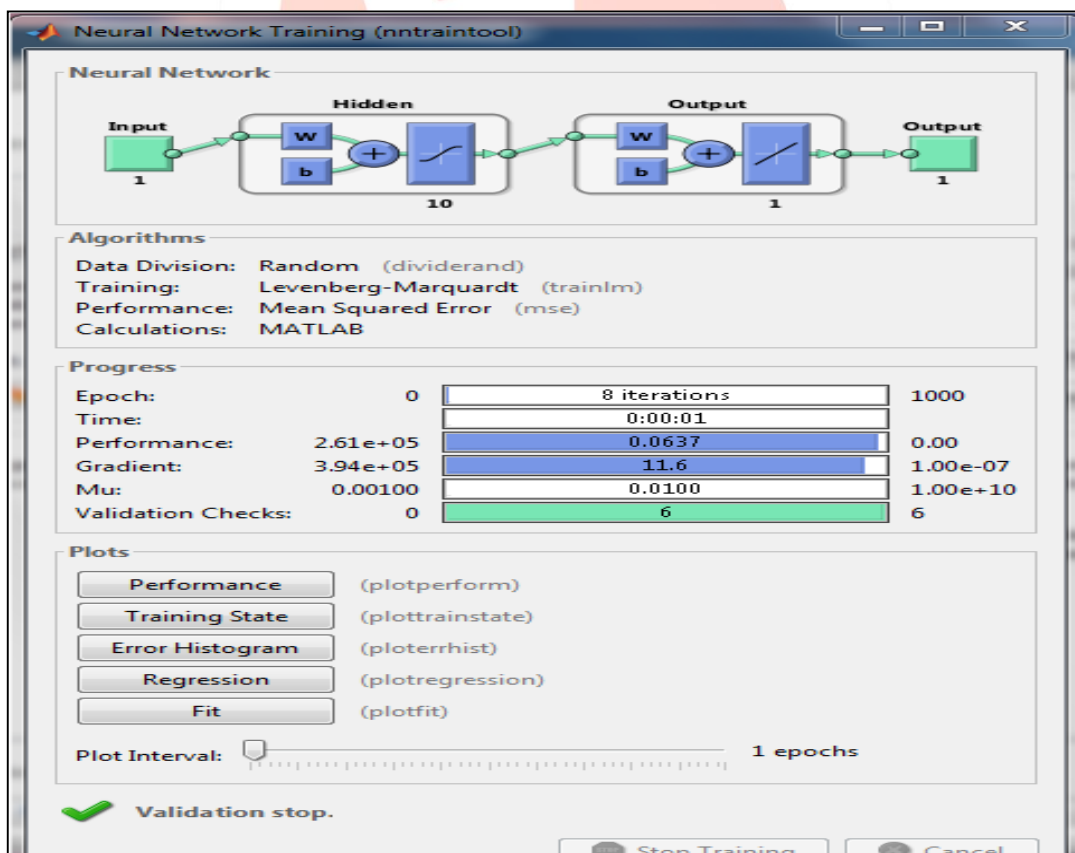 Neural Network Training (nntraintool)
Neural Network
Hidden Output
Input Output
W W
b b
1 10 1 1
Algorithms
Data Division: Random (dividerand)
Training: Levenberg-Marquardt (trainlm)
Performance: Mean Squared Error (mse)
Calculations: MATLAB
Progress
Epoch: 0 8 iterations 1000
Time: 0:00:01
Performance: 2.61e+05 0.0637 0.00
Gradient: 3.94e+05 11.6 1.00e-07
Mu: 0.00100 0.0100 1.00e+10
Validation Checks: 0 6 6
Plots
Performance (plotperform)
Training State (plottrainstate)
Error Histogram (ploterrhist)
Regression (plotregression)
Fit (plotfit)
Plot Interval: 1 epochs
Validation stop.
Stop Training Cancel